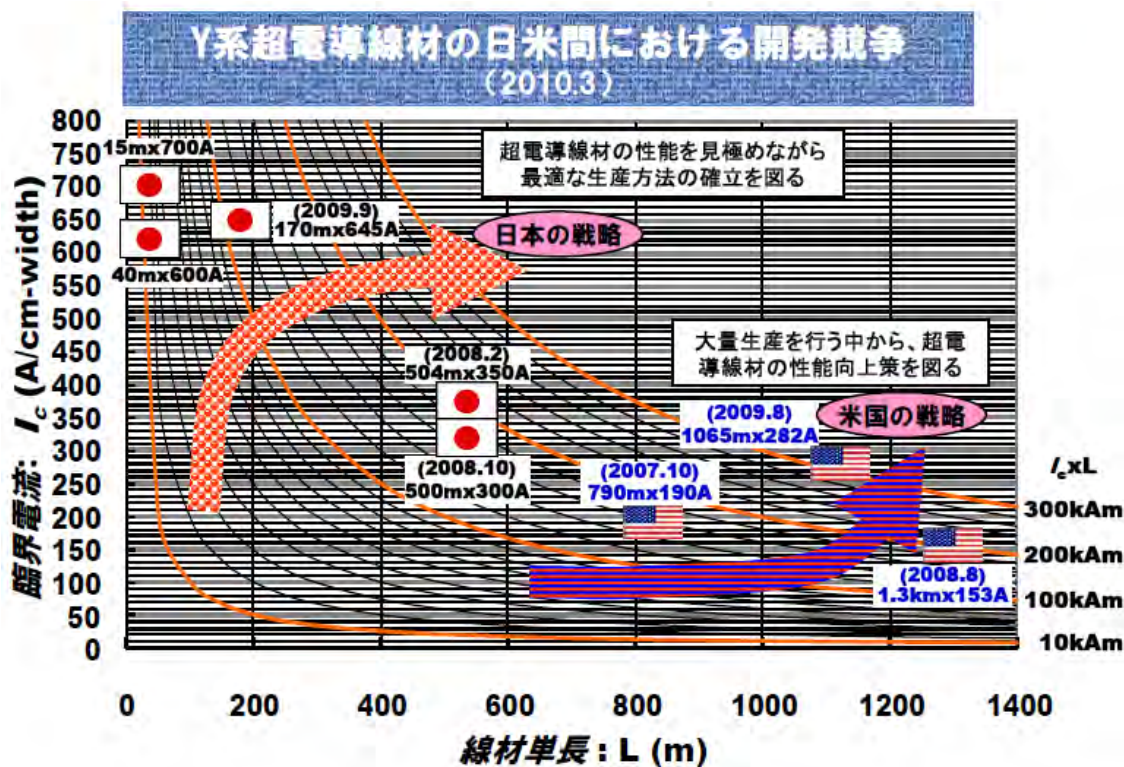 Y系超電導線材の日米間における開発競争
(2010.3)
800
750
700
650
600
550
500
450
400
350
300
250
200
150
100
50
0
臨界電流: Ic (A/cm-width)
15mx700A
40mx600A
(2009.9)
170mx645A
超電導線材の性能を見極めながら
最適な生産方法の確立を図る
日本の戦略
(2008.2)
504mx350A
(2008.10)
500mx300A
大量生産を行う中から、超電
導線材の性能向上策を図る
米国の戦略
(2009.8)
1065mx282A
(2007.10)
790mx190A
(2008.8)
1.3kmx153A
IcxL
300kAm
200kAm
100kAm
10kAm
0 200 400 600 800 1000 1200 1400
線材単長 : L (m)